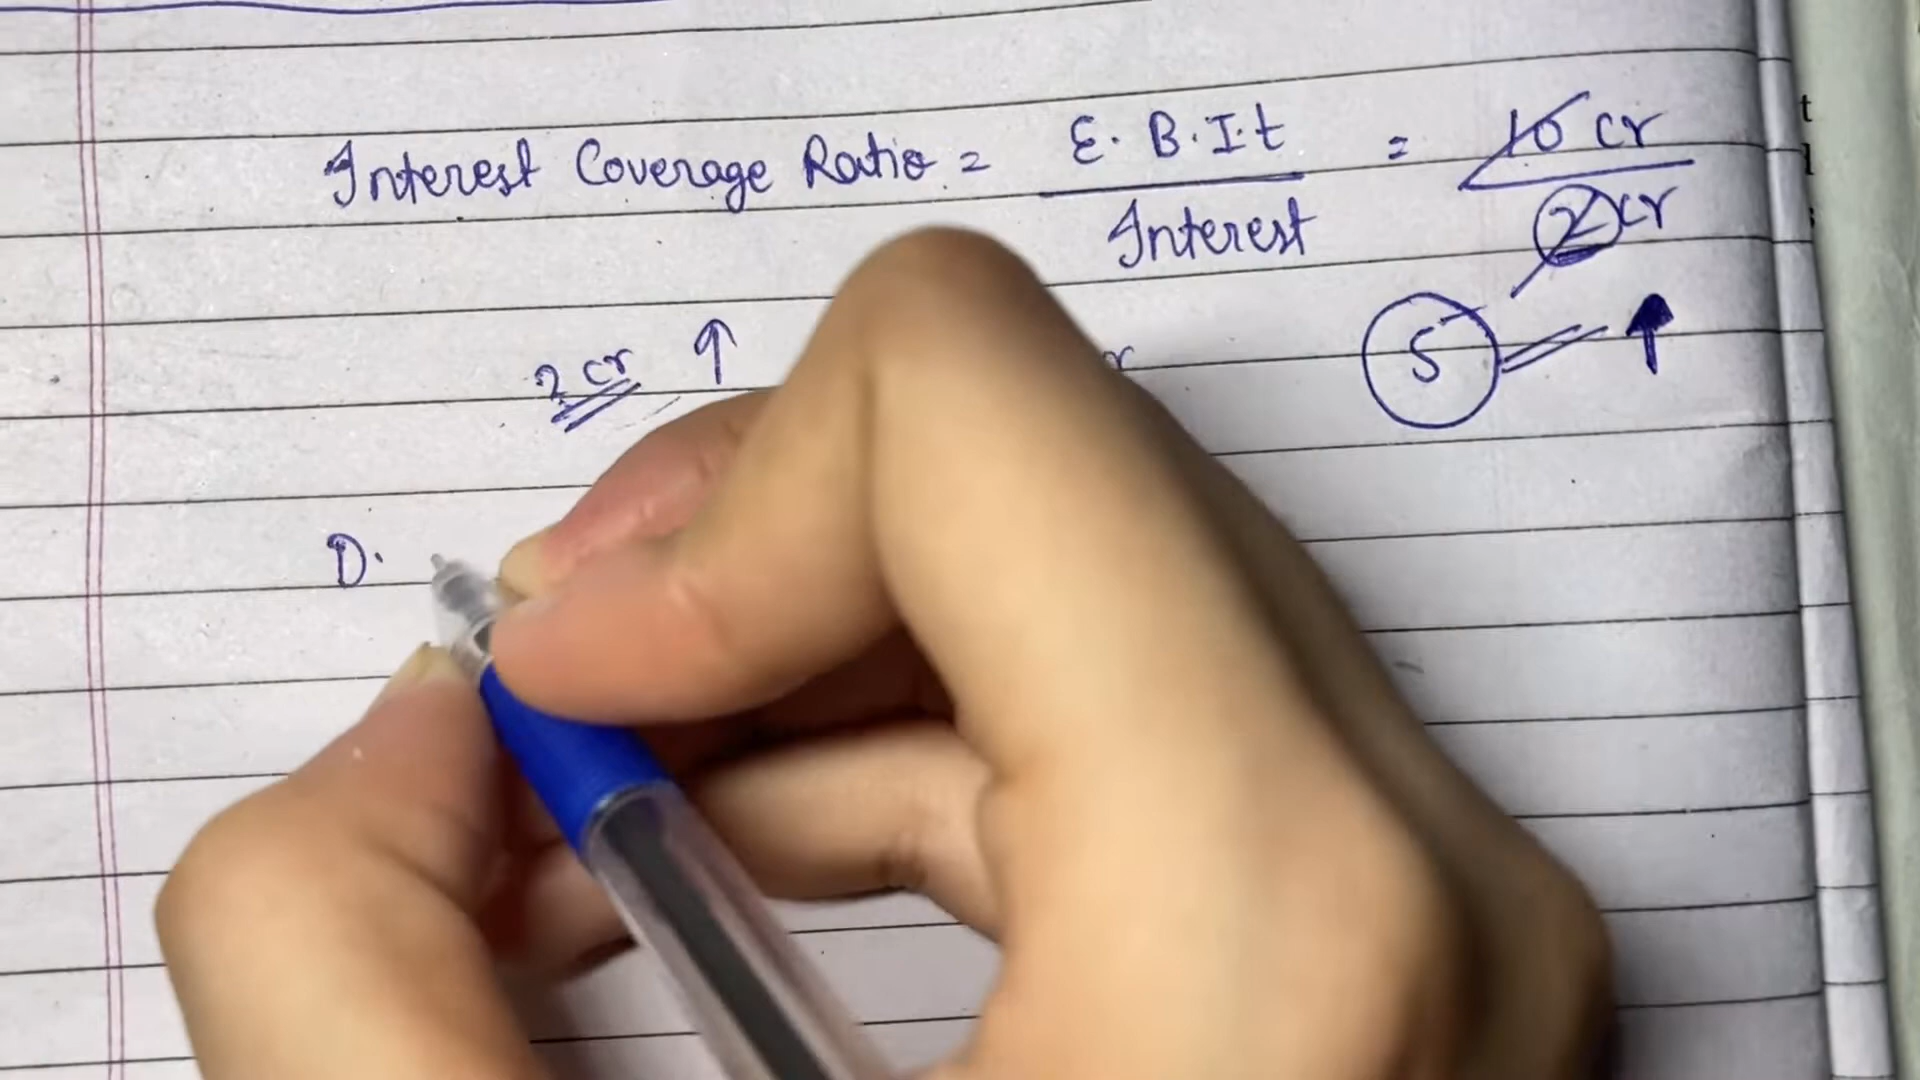 Interest Coverage Ratio = E.B.I.t / Interest = 10 cr / 2 cr
2 cr ↑
5 ↑
D.